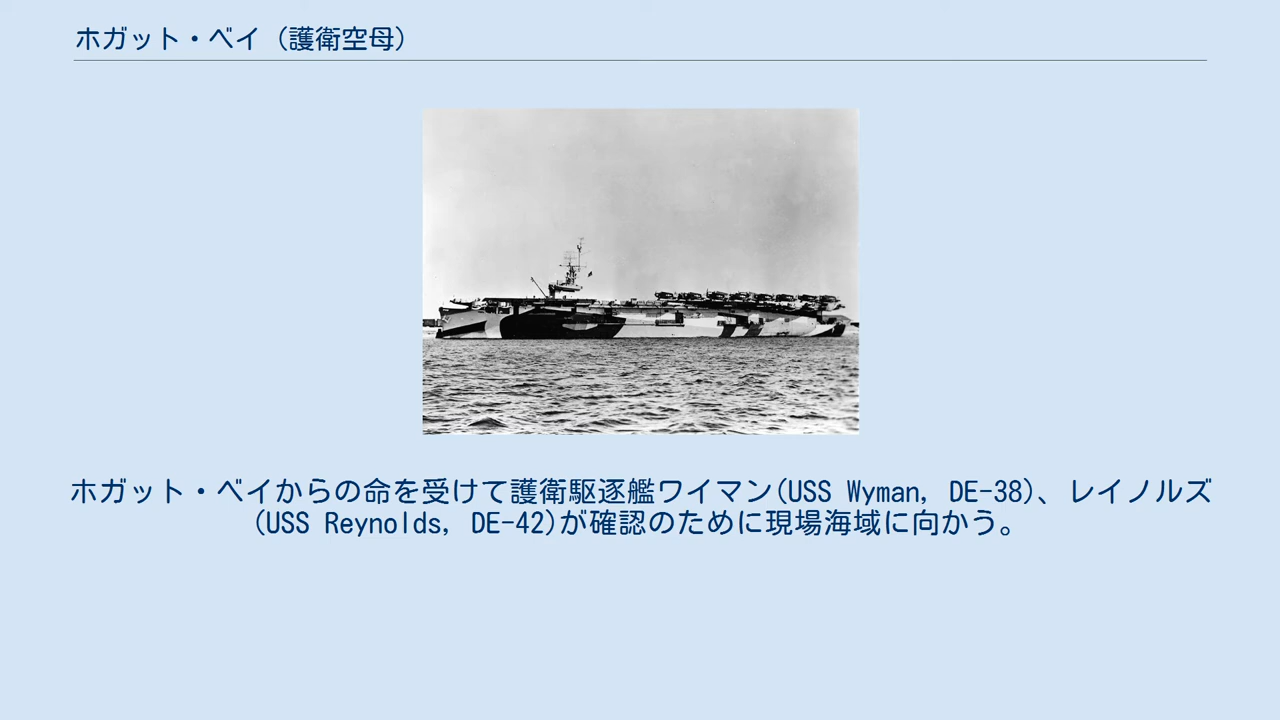 ホガット・ベイ（護衛空母）
ホガット・ベイからの命を受けて護衛駆逐艦ワイマン(USS Wyman, DE-38)、レイノルズ
(USS Reynolds, DE-42)が確認のために現場海域に向かう。